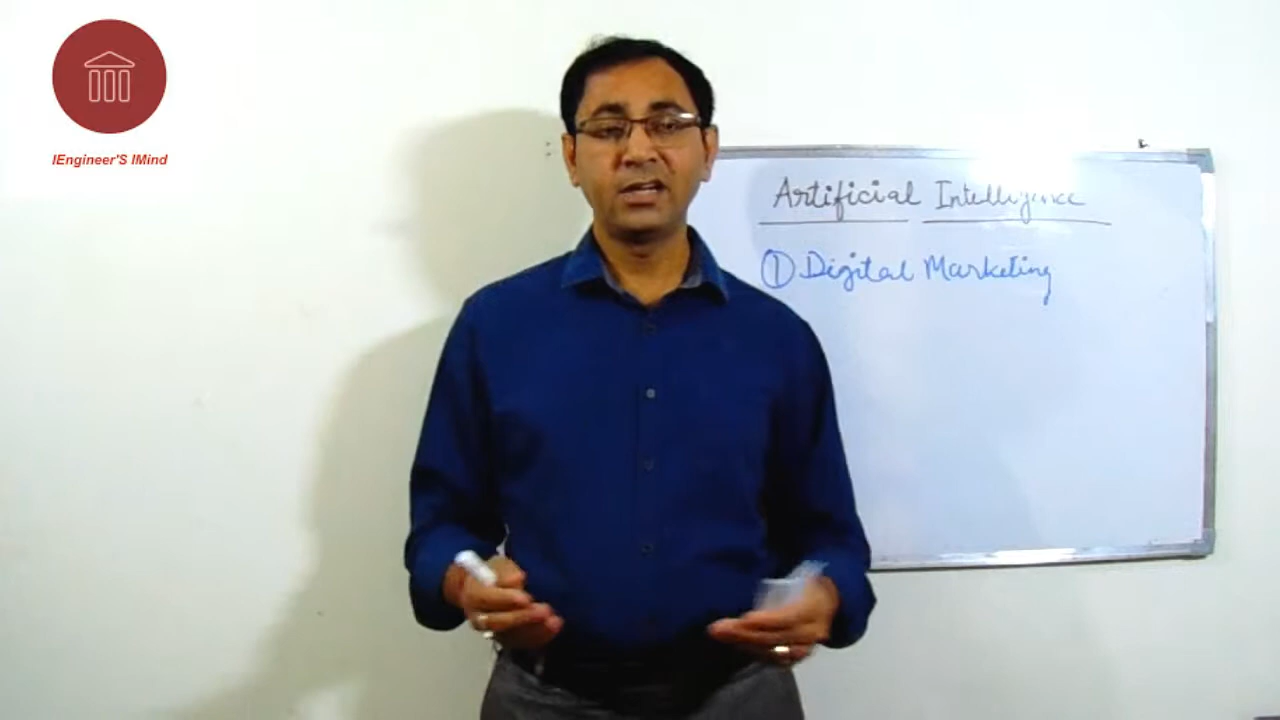 IEngineer'S IMind
Artificial Intelligence
① Digital Marketing